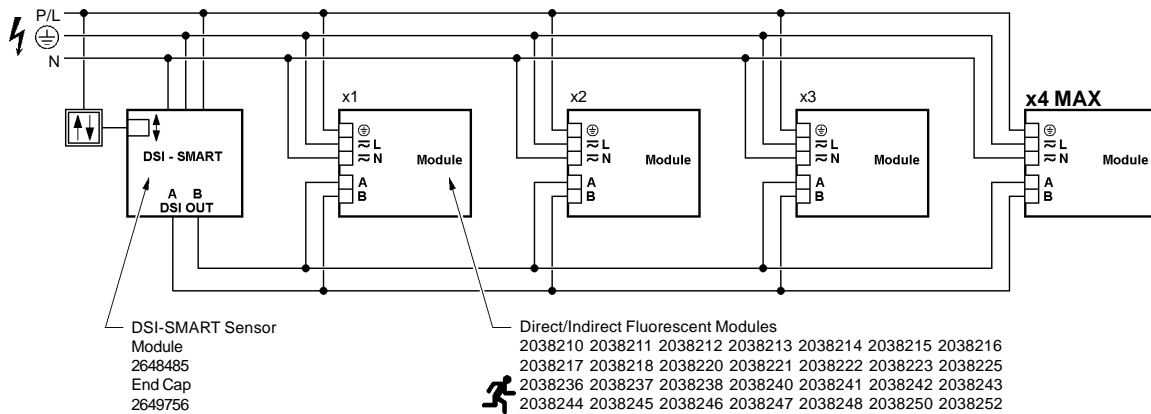 P/L
N
x1
x2
x3
x4 MAX
DSI - SMART
A B
DSI OUT
L
N
Module
A
B
L
N
Module
A
B
L
N
Module
A
B
L
N
Module
A
B
DSI-SMART Sensor
Module
2648485
End Cap
2649756
Direct/Indirect Fluorescent Modules
2038210 2038211 2038212 2038213 2038214 2038215 2038216
2038217 2038218 2038220 2038221 2038222 2038223 2038225
2038236 2038237 2038238 2038240 2038241 2038242 2038243
2038244 2038245 2038246 2038247 2038248 2038250 2038252